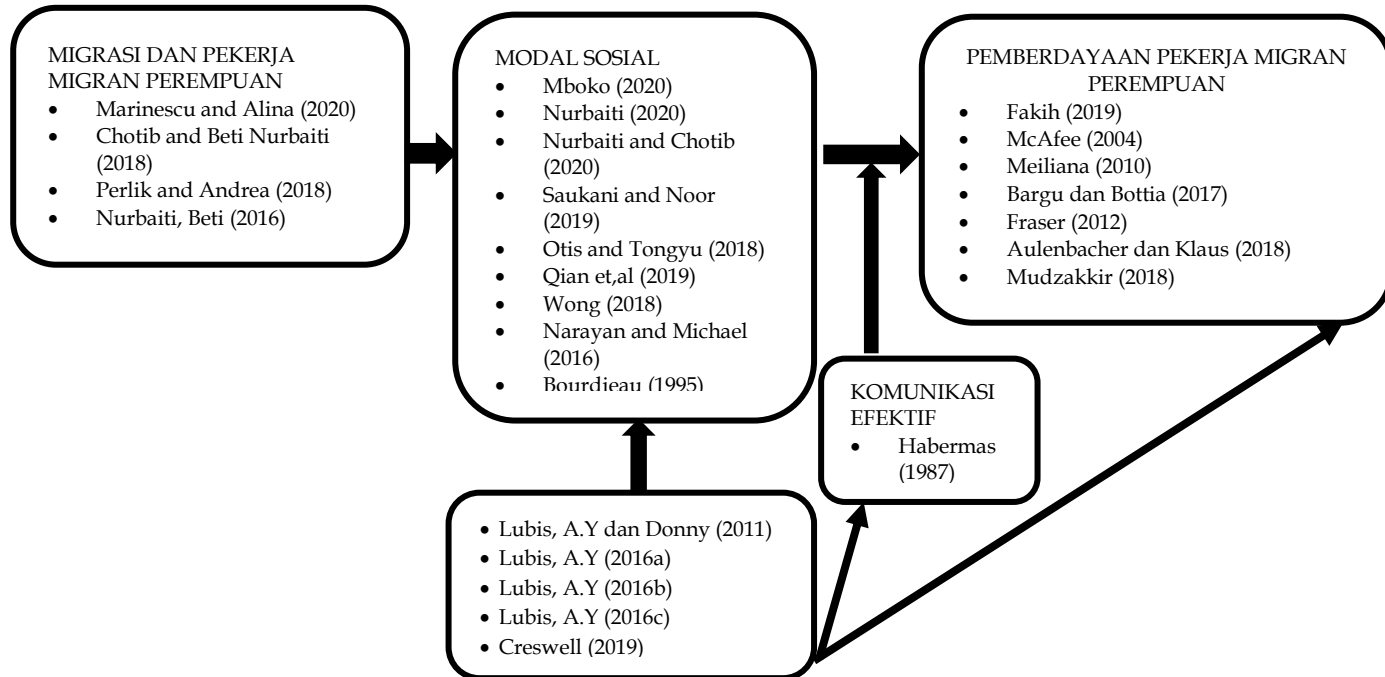 MIGRASI DAN PEKERJA
MIGRAN PEREMPUAN
• Marinescu and Alina (2020)
• Chotib and Beti Nurbaiti
(2018)
• Perlik and Andrea (2018)
• Nurbaiti, Beti (2016)
MODAL SOSIAL
• Mboko (2020)
• Nurbaiti (2020)
• Nurbaiti and Chotib
(2020)
• Saukani and Noor
(2019)
• Otis and Tongyu (2018)
• Qian et,al (2019)
• Wong (2018)
• Narayan and Michael
(2016)
• Bourdieau (1995)
PEMBERDAYAAN PEKERJA MIGRAN
PEREMPUAN
• Fakih (2019)
• McAfee (2004)
• Meiliana (2010)
• Bargu dan Bottia (2017)
• Fraser (2012)
• Aulenbacher dan Klaus (2018)
• Mudzakkir (2018)
KOMUNIKASI
EFEKTIF
• Habermas
(1987)
• Lubis, A.Y dan Donny (2011)
• Lubis, A.Y (2016a)
• Lubis, A.Y (2016b)
• Lubis, A.Y (2016c)
• Creswell (2019)